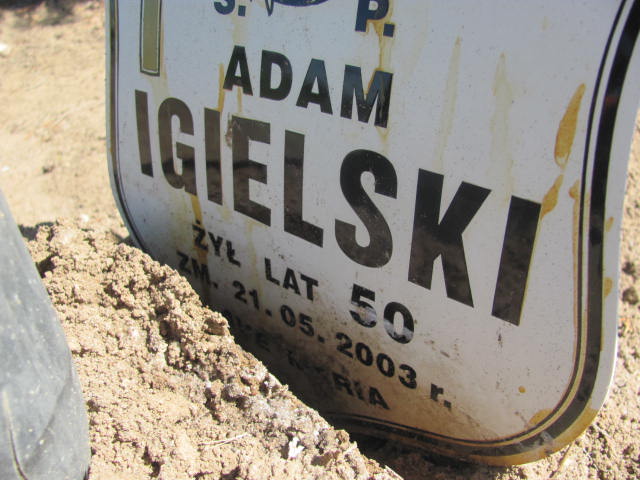 S. P.
ADAM
IGIELSKI
ŻYŁ LAT 50
ZM. 21.05.2003 r.